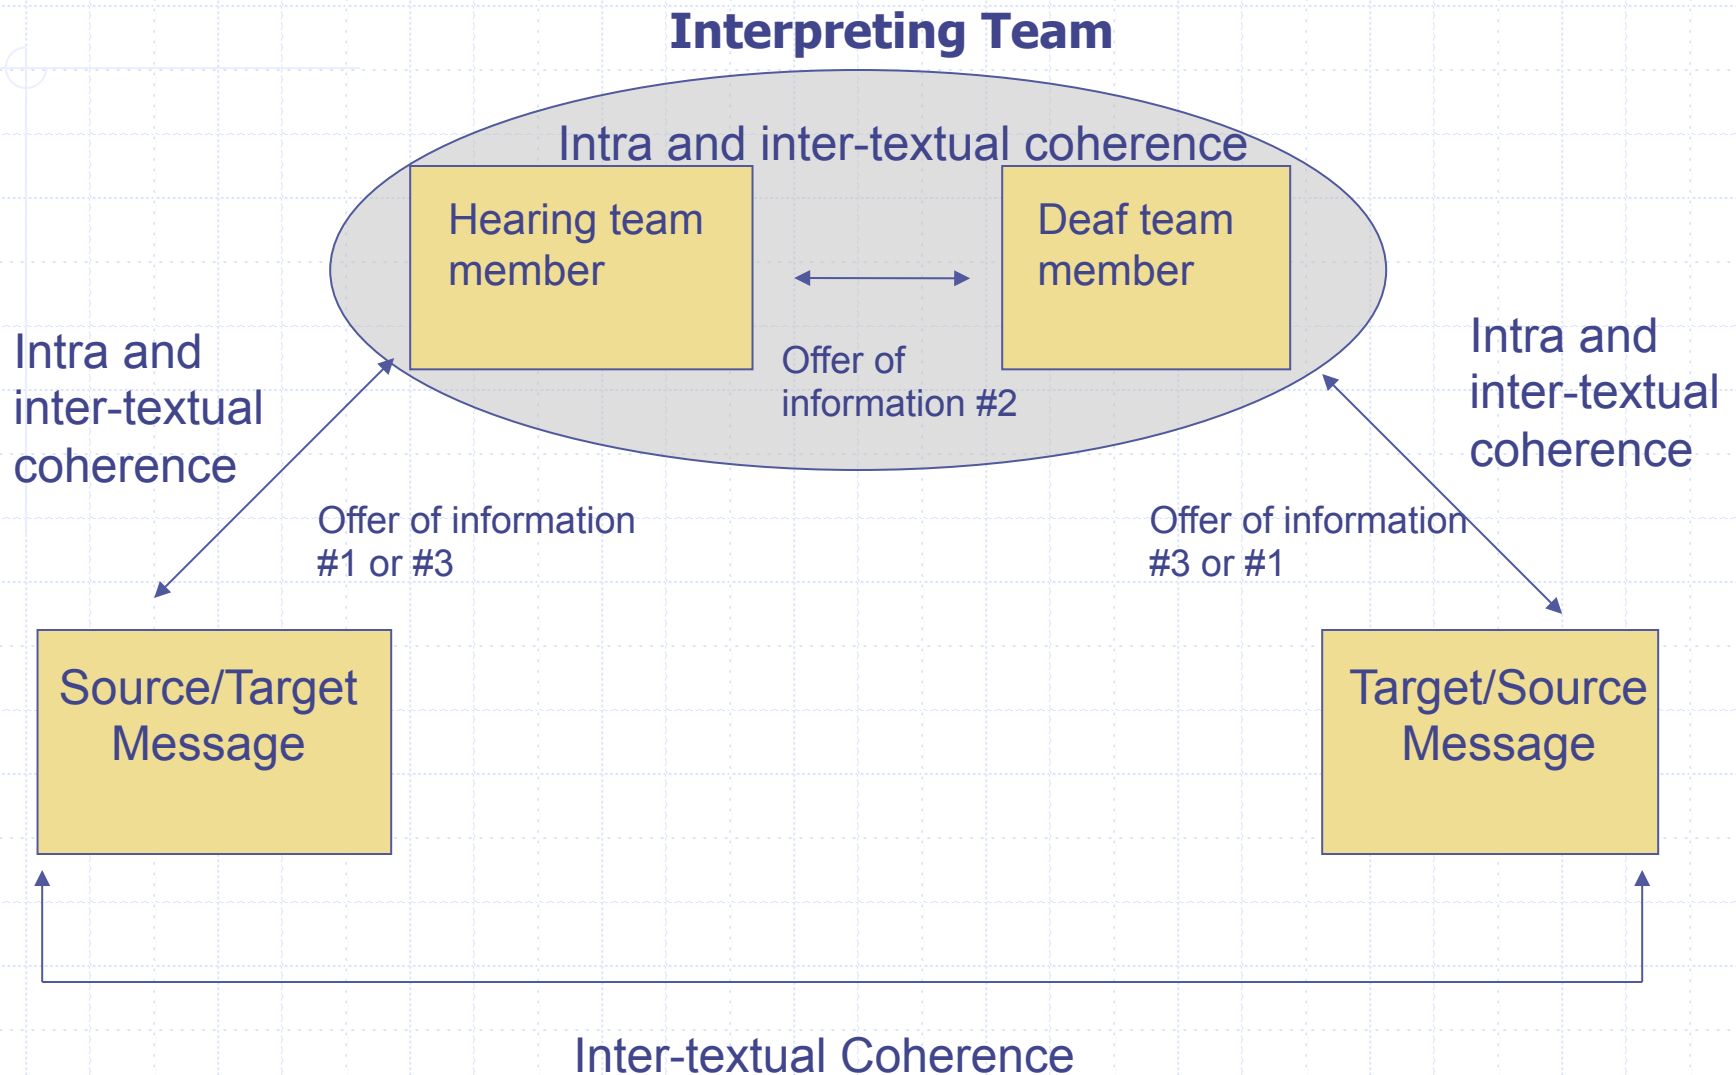 Interpreting Team
Intra and inter-textual coherence
Hearing team
member
Deaf team
member
Offer of
information #2
Intra and
inter-textual
coherence
Intra and
inter-textual
coherence
Offer of information
#1 or #3
Offer of information
#3 or #1
Source/Target
Message
Target/Source
Message
Inter-textual Coherence